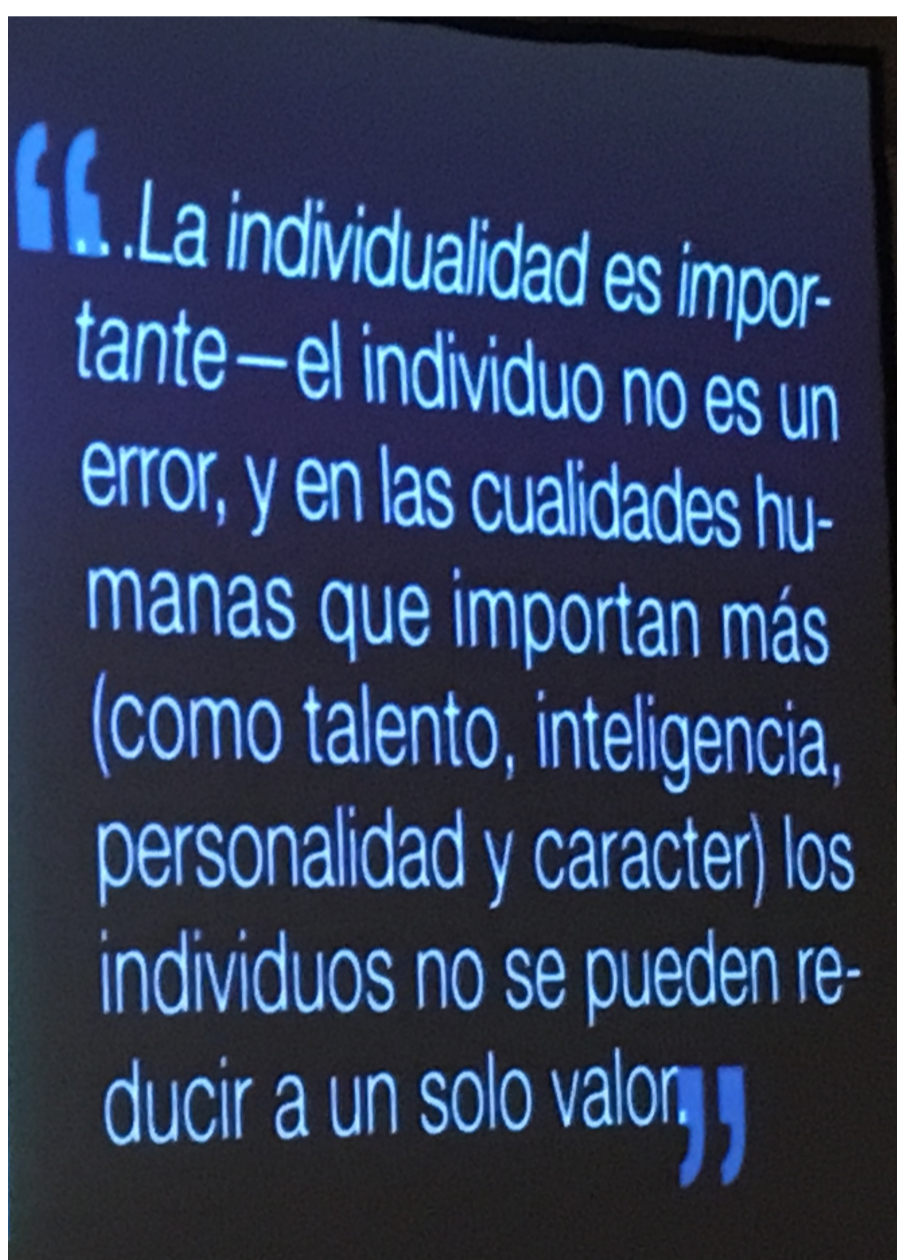 “...La individualidad es impor-
tante—el individuo no es un
error, y en las cualidades hu-
manas que importan más
(como talento, inteligencia,
personalidad y caracter) los
individuos no se pueden re-
ducir a un solo valor.”